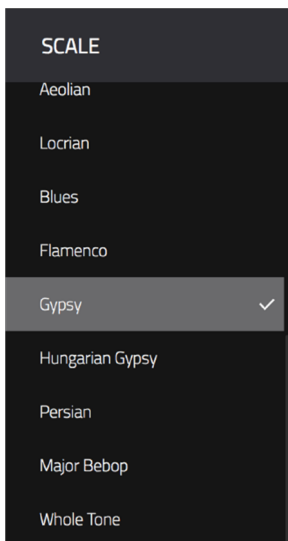 SCALE
Aeolian
Locrian
Blues
Flamenco
Gypsy
Hungarian Gypsy
Persian
Major Bebop
Whole Tone